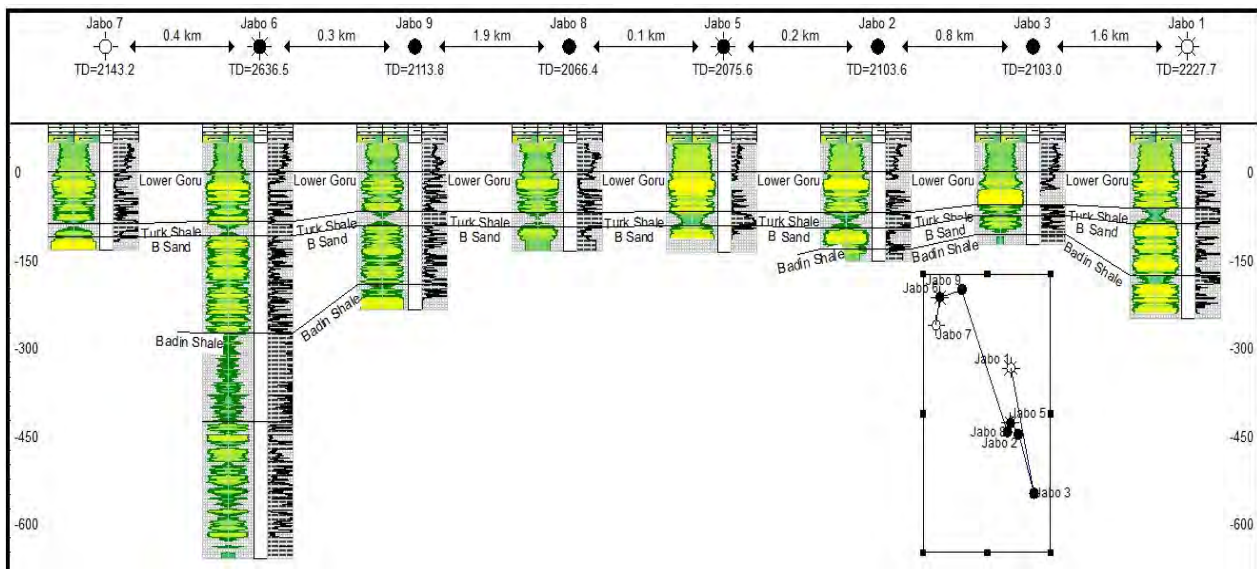 Jabo 7 Jabo 6 Jabo 9 Jabo 8 Jabo 5 Jabo 2 Jabo 3 Jabo 1
0.4 km 0.3 km 1.9 km 0.1 km 0.2 km 0.8 km 1.6 km
TD=2143.2 TD=2636.5 TD=2113.8 TD=2066.4 TD=2075.6 TD=2103.6 TD=2103.0 TD=2227.7
0 Lower Goru Lower Goru Lower Goru Lower Goru Lower Goru Lower Goru Lower Goru 0
Turk Shale Turk Shale Turk Shale Turk Shale Turk Shale Turk Shale Turk Shale
B Sand B Sand B Sand B Sand B Sand B Sand B Sand
-150 Badin Shale Badin Shale Badin Shale -150
Badin Shale Badin Shale
-300 -300
-450 -450
-600 -600
Jabo 9
Jabo 6
Jabo 7
Jabo 1
Jabo 5
Jabo 8
Jabo 2
Jabo 3